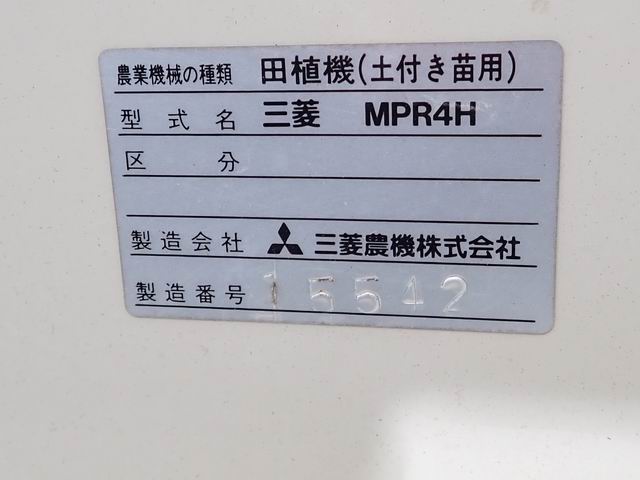 農業機械の種類 田植機(土付き苗用)
型式名 三菱 MPR4H
区分
製造会社 三菱農機株式会社
製造番号 15542